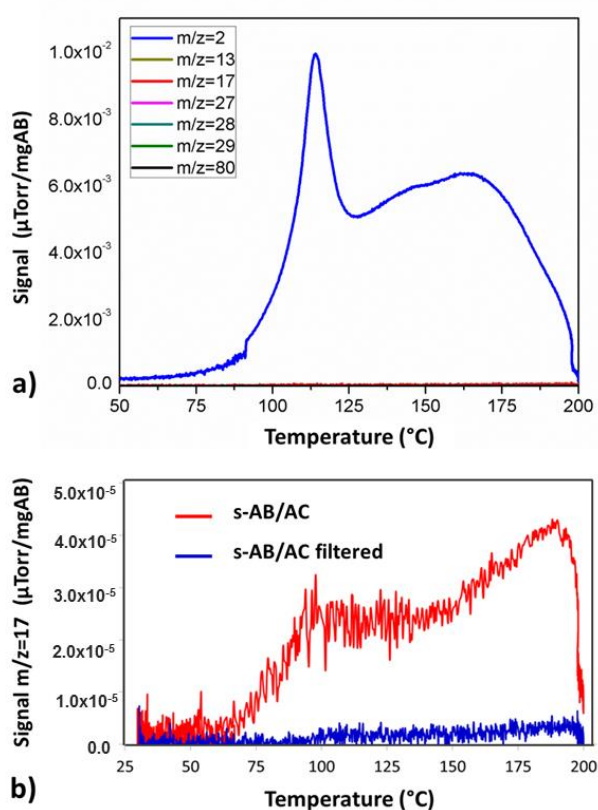 1.0x10⁻²
8.0x10⁻³
6.0x10⁻³
4.0x10⁻³
2.0x10⁻³
0.0
Signal (µTorr/mgAB)
m/z=2
m/z=13
m/z=17
m/z=27
m/z=28
m/z=29
m/z=80
50 75 100 125 150 175 200
Temperature (°C)
a)
5.0x10⁻⁵
4.0x10⁻⁵
3.0x10⁻⁵
2.0x10⁻⁵
1.0x10⁻⁵
0.0
Signal m/z=17 (µTorr/mgAB)
s-AB/AC
s-AB/AC filtered
25 50 75 100 125 150 175 200
Temperature (°C)
b)